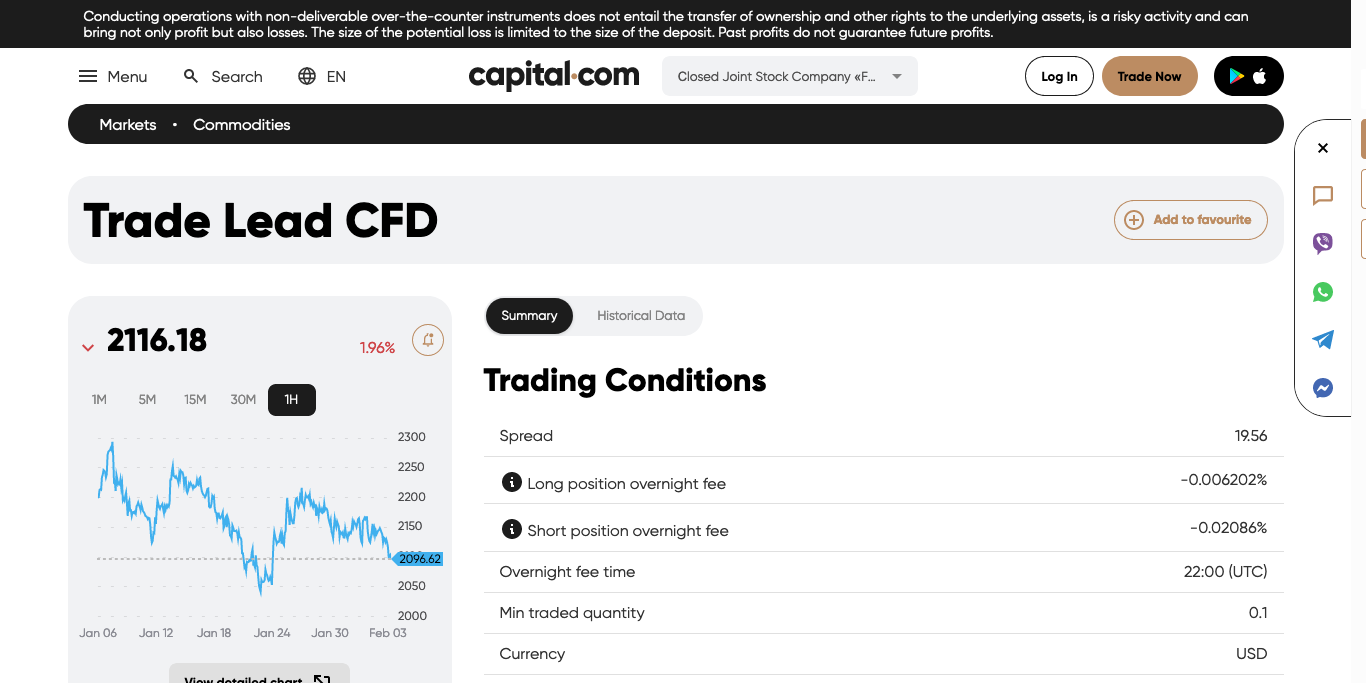 Conducting operations with non-deliverable over-the-counter instruments does not entail the transfer of ownership and other rights to the underlying assets, is a risky activity and can
bring not only profit but also losses. The size of the potential loss is limited to the size of the deposit. Past profits do not guarantee future profits.
Menu
Search
EN
capital.com
Closed Joint Stock Company «F...
Log In
Trade Now
Markets • Commodities
Trade Lead CFD
Add to favourite
2116.18
1.96%
1M 5M 15M 30M 1H
2300
2250
2200
2150
2096.62
2050
2000
Jan 06 Jan 12 Jan 18 Jan 24 Jan 30 Feb 03
View detailed chart
Summary
Historical Data
Trading Conditions
Spread 19.56
Long position overnight fee -0.006202%
Short position overnight fee -0.02086%
Overnight fee time 22:00 (UTC)
Min traded quantity 0.1
Currency USD